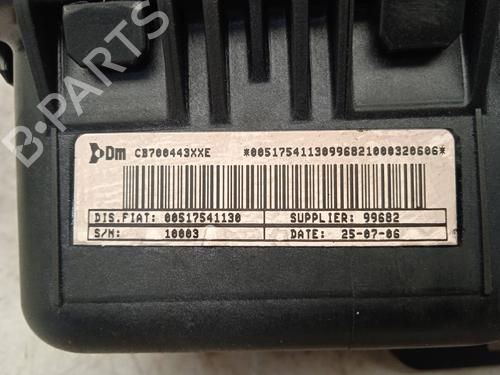 Dm CB700443XXE *00517541130996821000320606*
DIS.FIAT: 00517541130 SUPPLIER: 99682
S/N: 10003 DATE: 25-07-06
B-PARTS